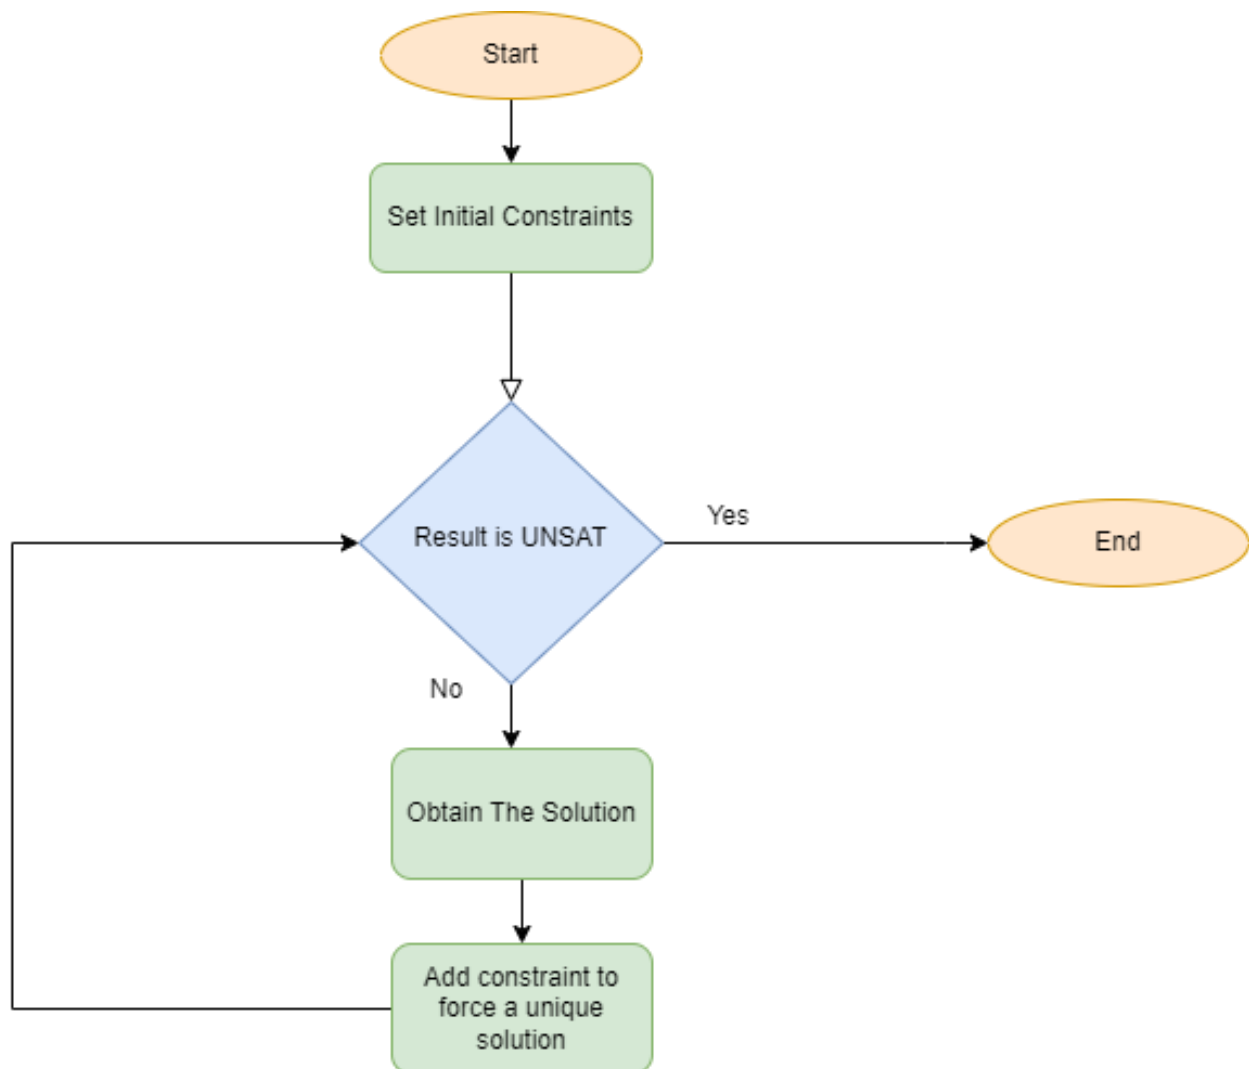 Start
Set Initial Constraints
Result is UNSAT
Yes
End
No
Obtain The Solution
Add constraint to
force a unique
solution